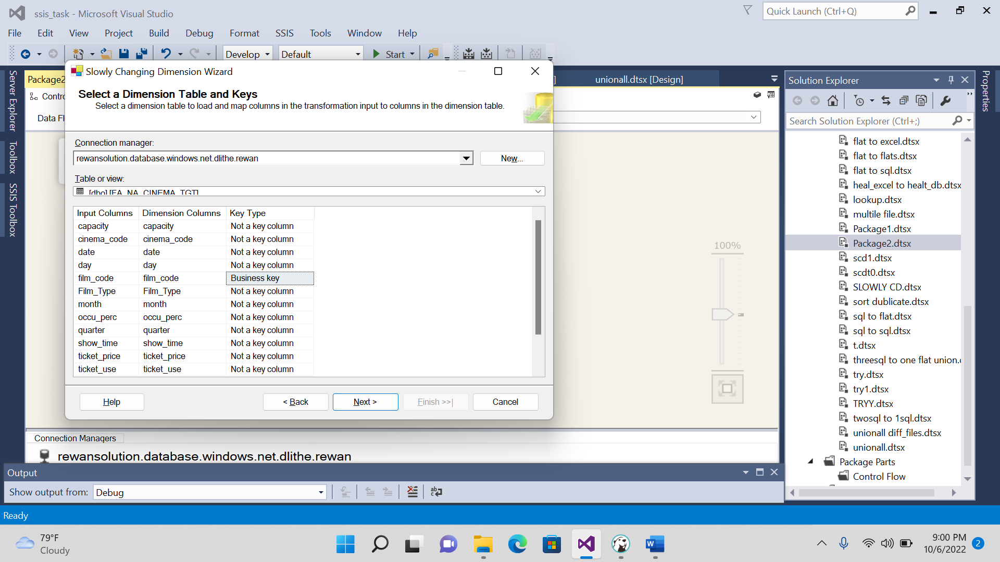 ssis_task - Microsoft Visual Studio
Quick Launch (Ctrl+Q)
File Edit View Project Build Debug Format SSIS Tools Window Help
Develop Default Start
Server Explorer
Toolbox
SSIS Toolbox
Package2
unionall.dtsx [Design]
Contro
Data Fl
Slowly Changing Dimension Wizard
Select a Dimension Table and Keys
Select a dimension table to load and map columns in the transformation input to columns in the dimension table.
Connection manager:
rewansolution.database.windows.net.dlithe.rewan
New...
Table or view:
[dbo].[EA_NA_CINEMA_TGT]
Input Columns Dimension Columns Key Type
capacity capacity Not a key column
cinema_code cinema_code Not a key column
date date Not a key column
day day Not a key column
film_code film_code Business key
Film_Type Film_Type Not a key column
month month Not a key column
occu_perc occu_perc Not a key column
quarter quarter Not a key column
show_time show_time Not a key column
ticket_price ticket_price Not a key column
ticket_use ticket_use Not a key column
Help < Back Next > Finish >>| Cancel
100%
Connection Managers
rewansolution.database.windows.net.dlithe.rewan
Output
Show output from: Debug
Ready
Solution Explorer
Search Solution Explorer (Ctrl+;)
flat to excel.dtsx
flat to flats.dtsx
flat to sql.dtsx
heal_excel to healt_db.dtsx
lookup.dtsx
multile file.dtsx
Package1.dtsx
Package2.dtsx
scd1.dtsx
scdt0.dtsx
SLOWLY CD.dtsx
sort dublicate.dtsx
sql to flat.dtsx
sql to sql.dtsx
t.dtsx
threesql to one flat union.
try.dtsx
try1.dtsx
TRYY.dtsx
twosql to 1sql.dtsx
unionall diff_files.dtsx
unionall.dtsx
Package Parts
Control Flow
Properties
79°F
Cloudy
9:00 PM
10/6/2022
2